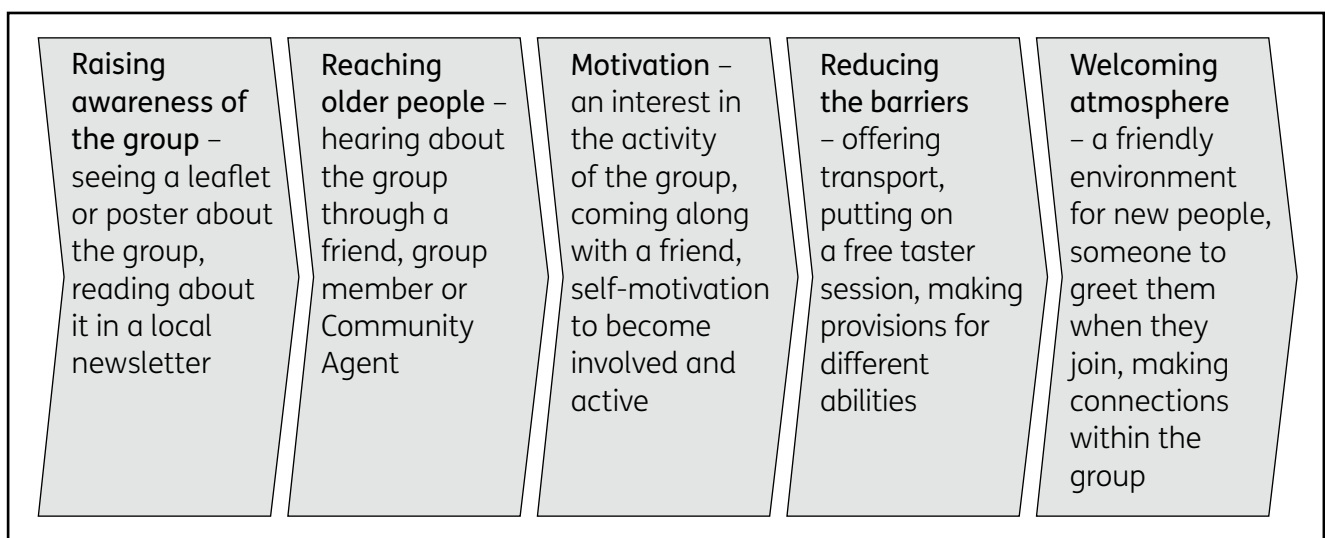 Raising
awareness of
the group –
seeing a leaflet
or poster about
the group,
reading about
it in a local
newsletter
Reaching
older people –
hearing about
the group
through a
friend, group
member or
Community
Agent
Motivation –
an interest in
the activity
of the group,
coming along
with a friend,
self-motivation
to become
involved and
active
Reducing
the barriers
– offering
transport,
putting on
a free taster
session, making
provisions for
different
abilities
Welcoming
atmosphere
– a friendly
environment
for new people,
someone to
greet them
when they
join, making
connections
within the
group